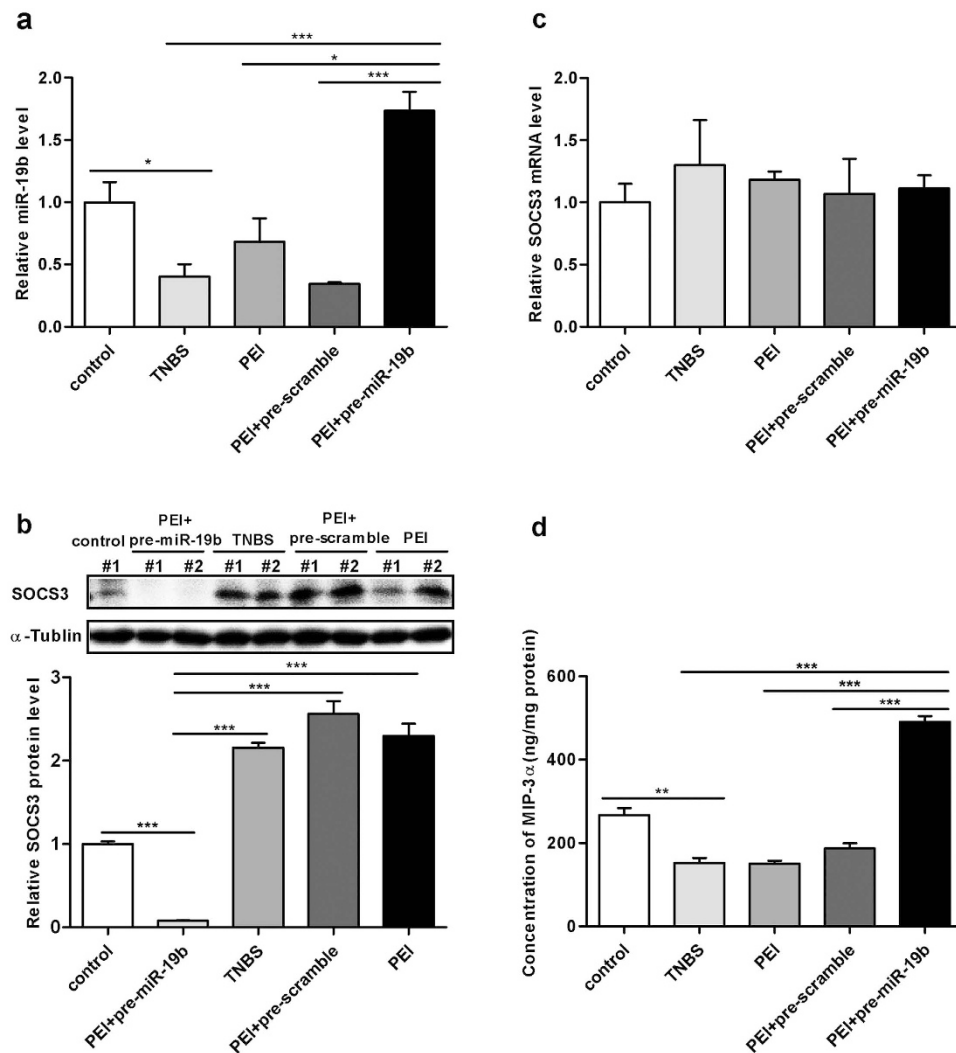 a
***
*
***
*
Relative miR-19b level
2.0
1.5
1.0
0.5
0.0
control
TNBS
PEI
PEI+pre-scramble
PEI+pre-miR-19b
c
Relative SOCS3 mRNA level
2.0
1.5
1.0
0.5
0.0
control
TNBS
PEI
PEI+pre-scramble
PEI+pre-miR-19b
b
PEI+ PEI+
control pre-miR-19b TNBS pre-scramble PEI
#1 #1 #2 #1 #2 #1 #2 #1 #2
SOCS3
α-Tublin
***
***
***
***
Relative SOCS3 protein level
3
2
1
0
control
PEI+pre-miR-19b
TNBS
PEI+pre-scramble
PEI
d
***
***
***
**
Concentration of MIP-3α(ng/mg protein)
600
400
200
0
control
TNBS
PEI
PEI+pre-scramble
PEI+pre-miR-19b